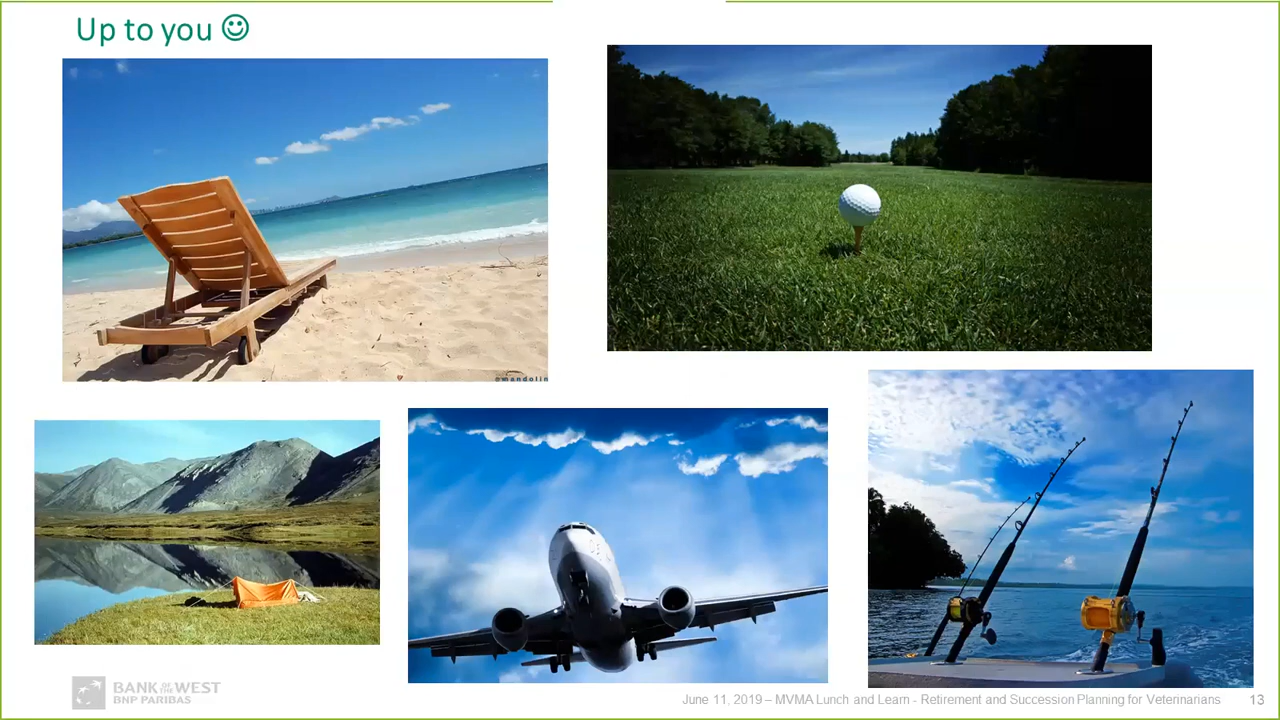 Up to you ☺
@mandolin
BANK OF THE WEST
BNP PARIBAS
June 11, 2019 – MVMA Lunch and Learn - Retirement and Succession Planning for Veterinarians 13